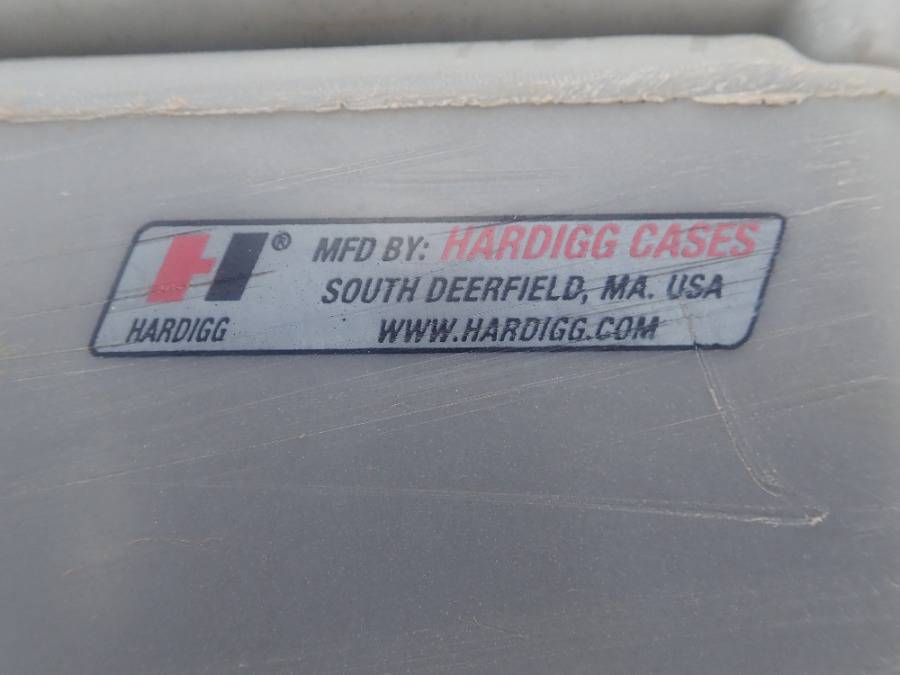 H®
HARDIGG
MFD BY: HARDIGG CASES
SOUTH DEERFIELD, MA. USA
WWW.HARDIGG.COM